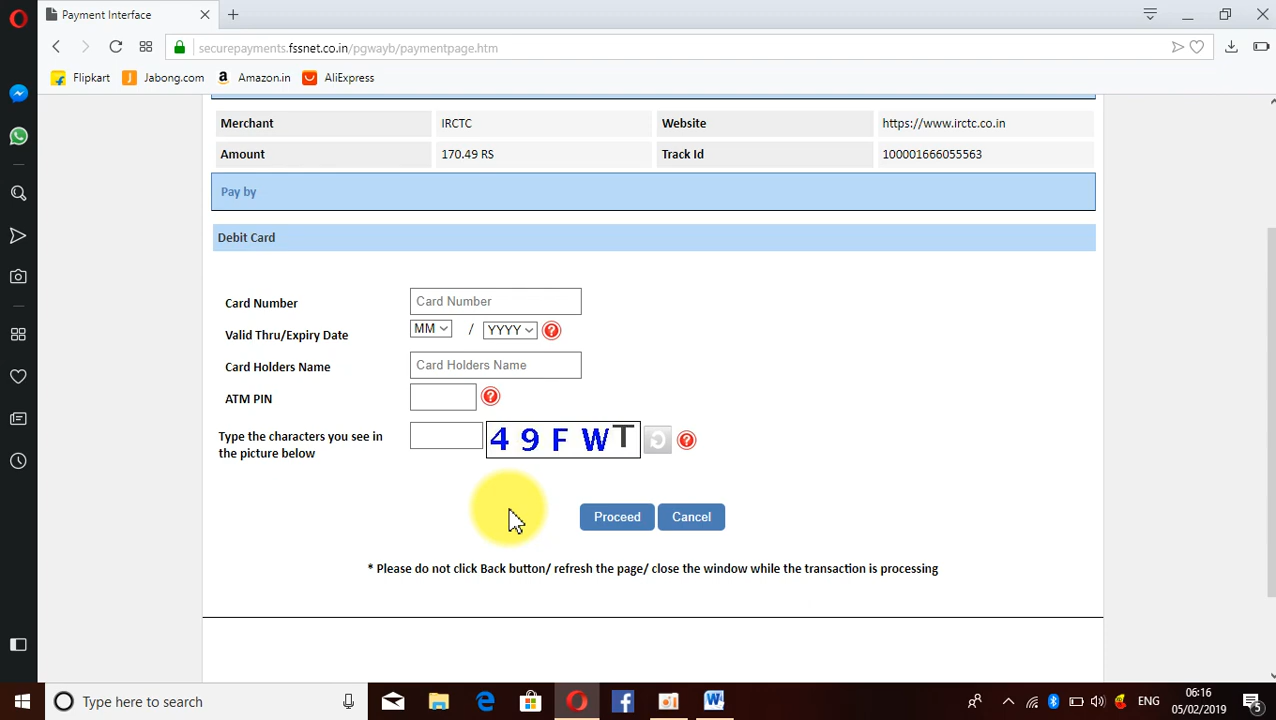 Payment Interface
securepayments.fssnet.co.in/pgwayb/paymentpage.htm
Flipkart Jabong.com Amazon.in AliExpress
Merchant IRCTC Website https://www.irctc.co.in
Amount 170.49 RS Track Id 100001666055563
Pay by
Debit Card
Card Number Card Number
Valid Thru/Expiry Date MM / YYYY ?
Card Holders Name Card Holders Name
ATM PIN ?
Type the characters you see in
the picture below
4 9 F W T ?
Proceed Cancel
* Please do not click Back button/ refresh the page/ close the window while the transaction is processing
Type here to search
ENG
06:16
05/02/2019
5